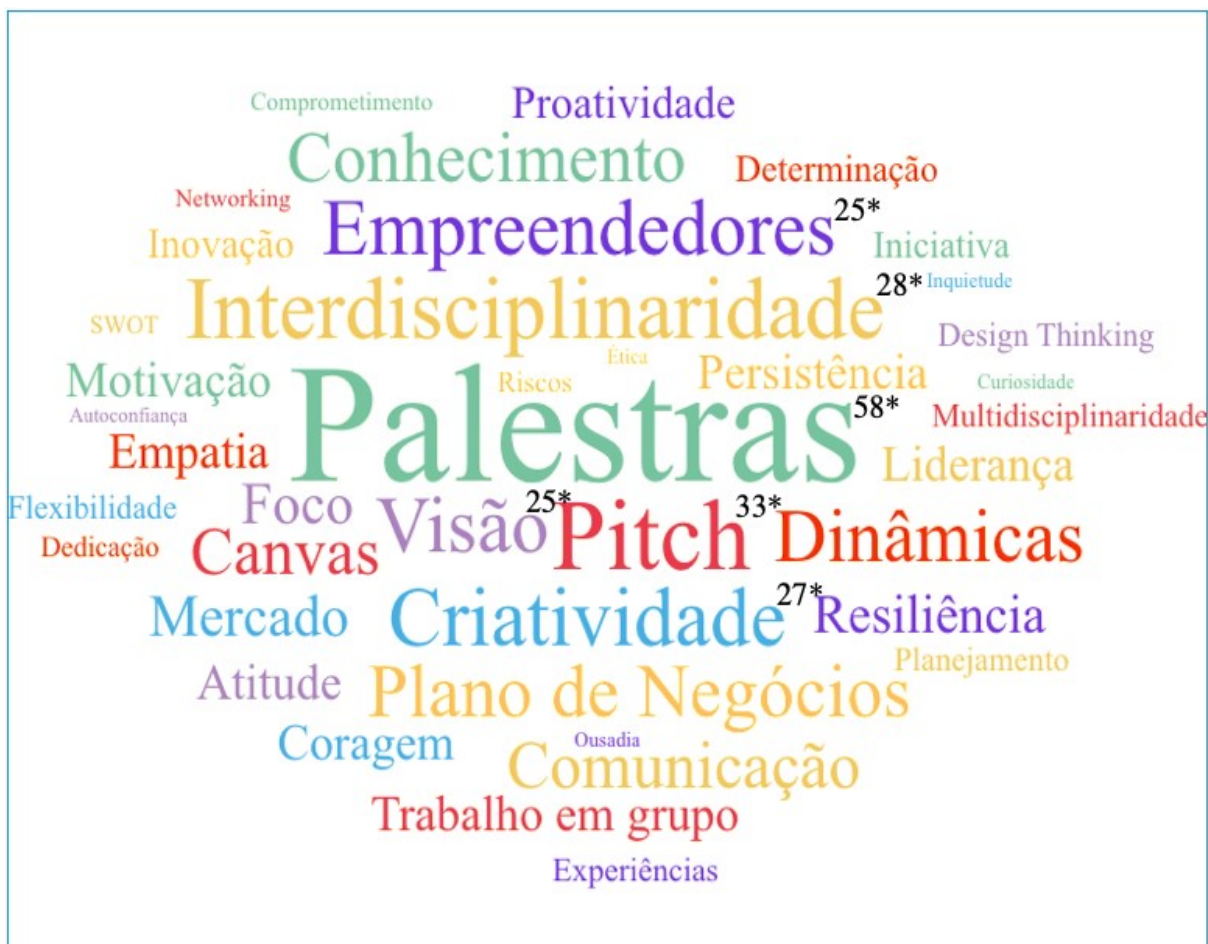 Comprometimento
Proatividade
Conhecimento
Determinação
Networking
Empreendedores 25*
Inovação
Iniciativa
Interdisciplinaridade 28*
Inquietude
SWOT
Design Thinking
Ética
Motivação
Riscos
Persistência
Curiosidade
Autoconfiança
Palestras 58*
Multidisciplinaridade
Empatia
Liderança
Flexibilidade
Foco
Visão 25*
Pitch 33*
Dinâmicas
Dedicação
Canvas
Mercado
Criatividade 27*
Resiliência
Planejamento
Atitude
Plano de Negócios
Coragem
Ousadia
Comunicação
Trabalho em grupo
Experiências